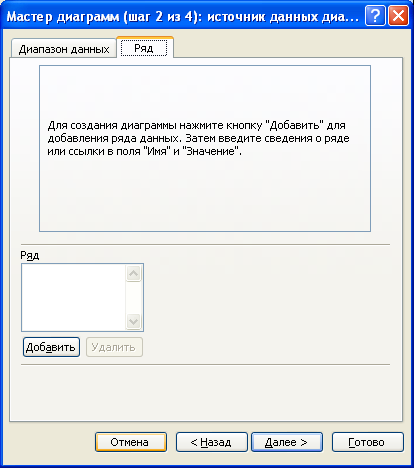 Мастер диаграмм (шаг 2 из 4): источник данных диа...
Диапазон данных
Ряд
Для создания диаграммы нажмите кнопку "Добавить" для
добавления ряда данных. Затем введите сведения о ряде
или ссылки в поля "Имя" и "Значение".
Ряд
Добавить
Удалить
Отмена
< Назад
Далее >
Готово